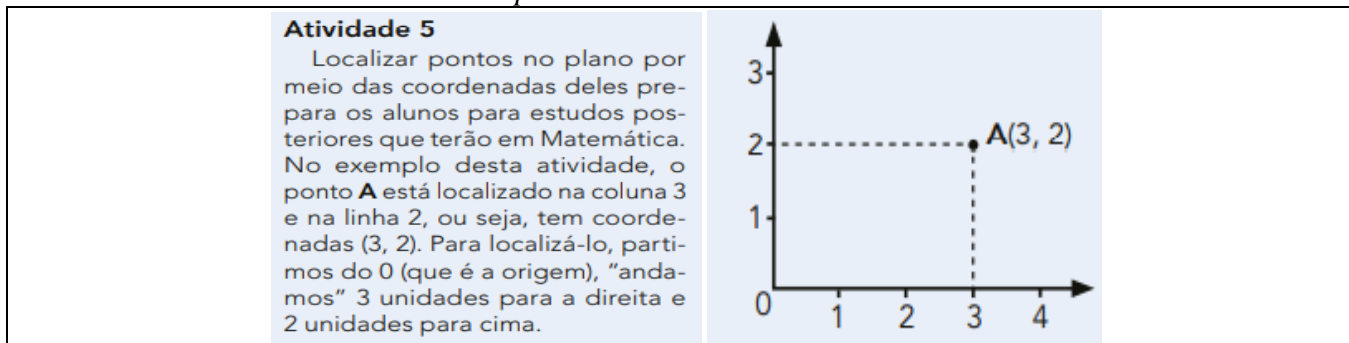 Atividade 5
Localizar pontos no plano por
meio das coordenadas deles pre-
para os alunos para estudos pos-
teriores que terão em Matemática.
No exemplo desta atividade, o
ponto A está localizado na coluna 3
e na linha 2, ou seja, tem coorde-
nadas (3, 2). Para localizá-lo, parti-
mos do 0 (que é a origem), “anda-
mos” 3 unidades para a direita e
2 unidades para cima.
3
2
A(3, 2)
1
0
1
2
3
4